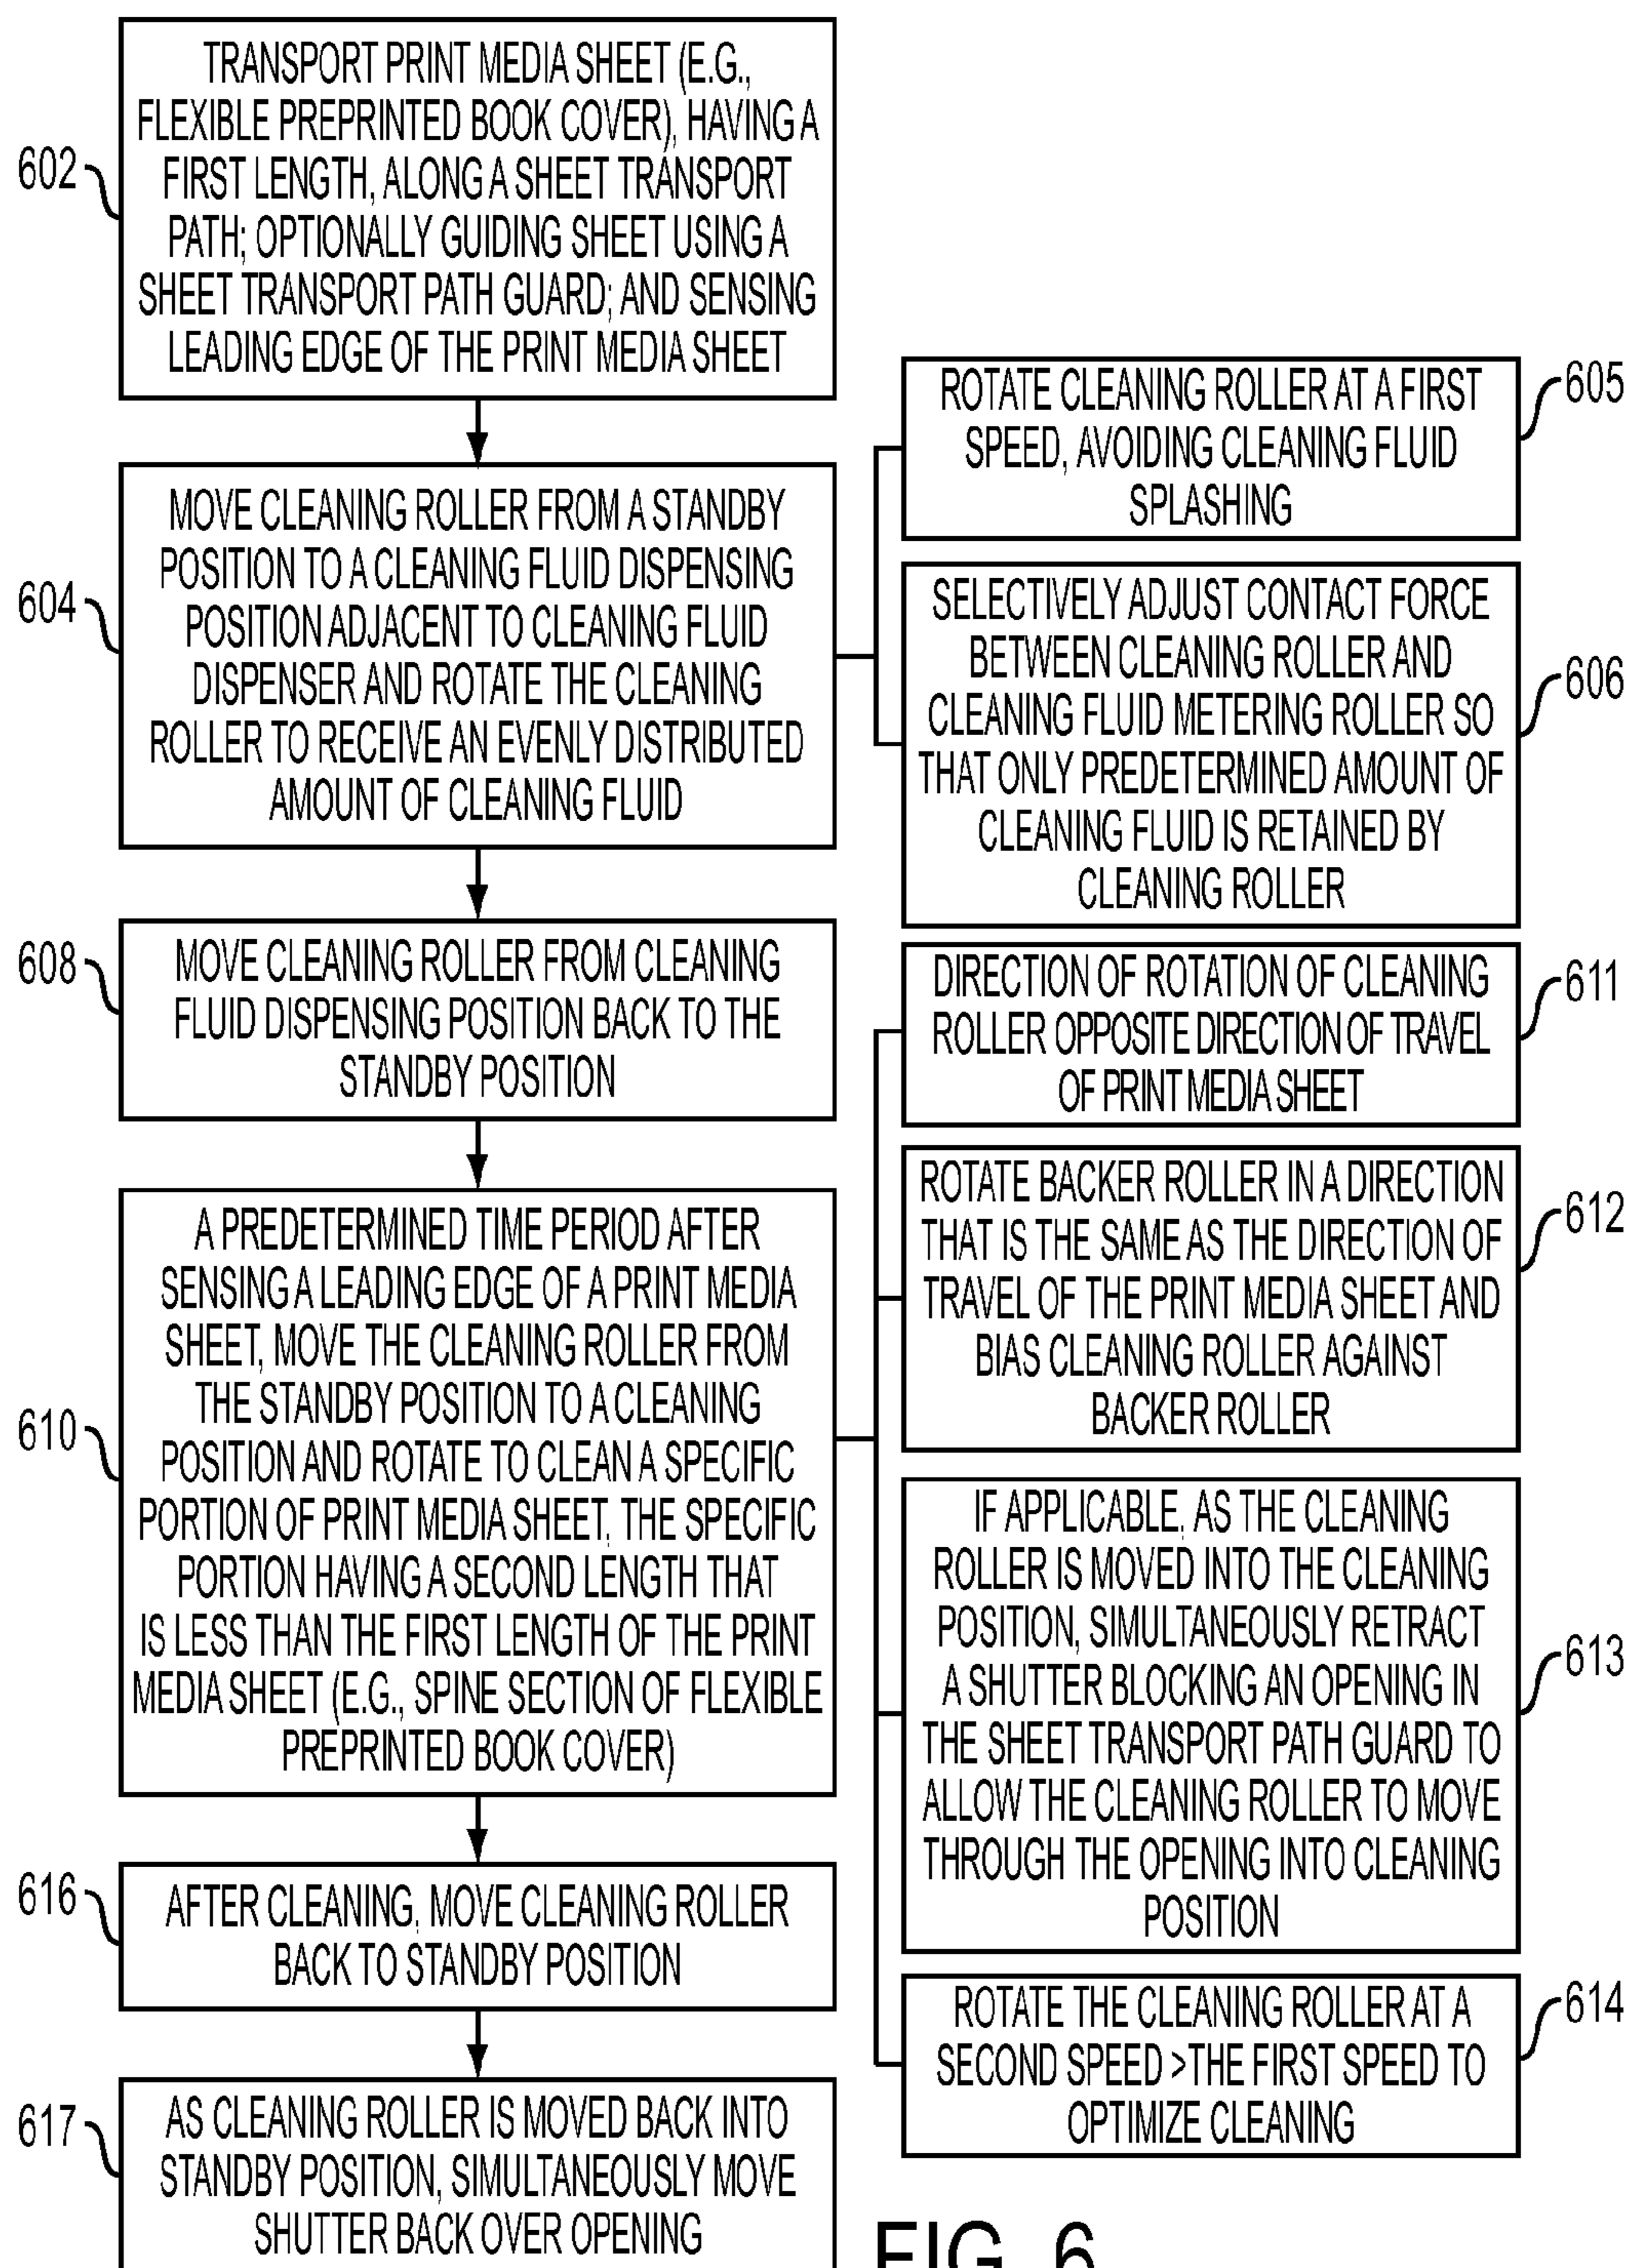 602
TRANSPORT PRINT MEDIA SHEET (E.G.,
FLEXIBLE PREPRINTED BOOK COVER), HAVING A
FIRST LENGTH, ALONG A SHEET TRANSPORT
PATH; OPTIONALLY GUIDING SHEET USING A
SHEET TRANSPORT PATH GUARD; AND SENSING
LEADING EDGE OF THE PRINT MEDIA SHEET
604
MOVE CLEANING ROLLER FROM A STANDBY
POSITION TO A CLEANING FLUID DISPENSING
POSITION ADJACENT TO CLEANING FLUID
DISPENSER AND ROTATE THE CLEANING
ROLLER TO RECEIVE AN EVENLY DISTRIBUTED
AMOUNT OF CLEANING FLUID
605
ROTATE CLEANING ROLLER AT A FIRST
SPEED, AVOIDING CLEANING FLUID
SPLASHING
606
SELECTIVELY ADJUST CONTACT FORCE
BETWEEN CLEANING ROLLER AND
CLEANING FLUID METERING ROLLER SO
THAT ONLY PREDETERMINED AMOUNT OF
CLEANING FLUID IS RETAINED BY
CLEANING ROLLER
608
MOVE CLEANING ROLLER FROM CLEANING
FLUID DISPENSING POSITION BACK TO THE
STANDBY POSITION
610
A PREDETERMINED TIME PERIOD AFTER
SENSING A LEADING EDGE OF A PRINT MEDIA
SHEET, MOVE THE CLEANING ROLLER FROM
THE STANDBY POSITION TO A CLEANING
POSITION AND ROTATE TO CLEAN A SPECIFIC
PORTION OF PRINT MEDIA SHEET, THE SPECIFIC
PORTION HAVING A SECOND LENGTH THAT
IS LESS THAN THE FIRST LENGTH OF THE PRINT
MEDIA SHEET (E.G., SPINE SECTION OF FLEXIBLE
PREPRINTED BOOK COVER)
611
DIRECTION OF ROTATION OF CLEANING
ROLLER OPPOSITE DIRECTION OF TRAVEL
OF PRINT MEDIA SHEET
612
ROTATE BACKER ROLLER IN A DIRECTION
THAT IS THE SAME AS THE DIRECTION OF
TRAVEL OF THE PRINT MEDIA SHEET AND
BIAS CLEANING ROLLER AGAINST
BACKER ROLLER
613
IF APPLICABLE, AS THE CLEANING
ROLLER IS MOVED INTO THE CLEANING
POSITION, SIMULTANEOUSLY RETRACT
A SHUTTER BLOCKING AN OPENING IN
THE SHEET TRANSPORT PATH GUARD TO
ALLOW THE CLEANING ROLLER TO MOVE
THROUGH THE OPENING INTO CLEANING
POSITION
614
ROTATE THE CLEANING ROLLER AT A
SECOND SPEED >THE FIRST SPEED TO
OPTIMIZE CLEANING
616
AFTER CLEANING, MOVE CLEANING ROLLER
BACK TO STANDBY POSITION
617
AS CLEANING ROLLER IS MOVED BACK INTO
STANDBY POSITION, SIMULTANEOUSLY MOVE
SHUTTER BACK OVER OPENING
FIG. 6